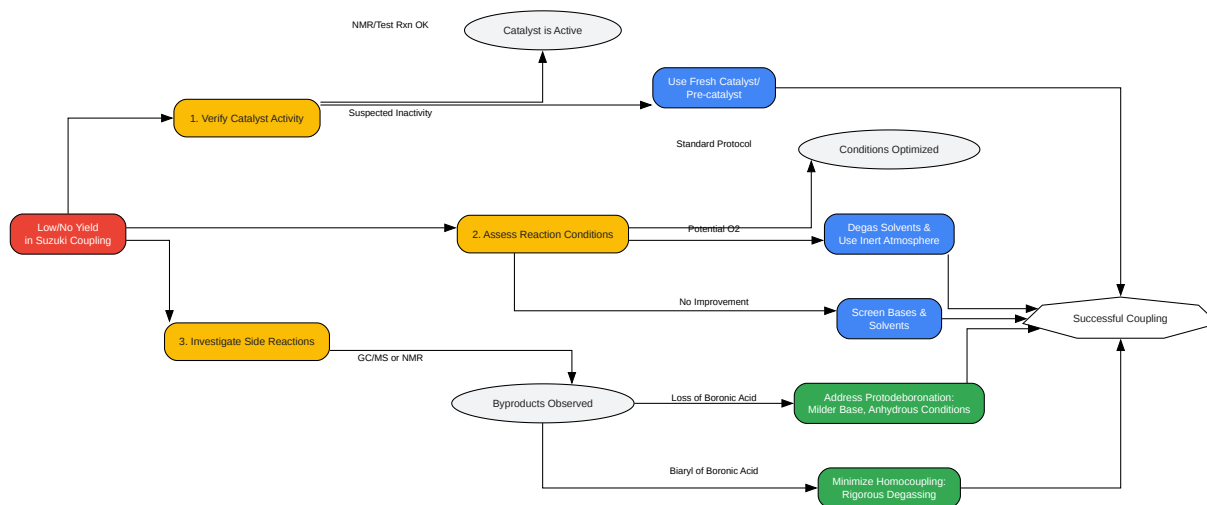 NMR/Test Rxn OK
Catalyst is Active
Use Fresh Catalyst/
Pre-catalyst
1. Verify Catalyst Activity
Suspected Inactivity
Standard Protocol
Conditions Optimized
Low/No Yield
in Suzuki Coupling
2. Assess Reaction Conditions
Potential O2
Degas Solvents &
Use Inert Atmosphere
No Improvement
Screen Bases &
Solvents
Successful Coupling
3. Investigate Side Reactions
GC/MS or NMR
Byproducts Observed
Loss of Boronic Acid
Address Protodeboronation:
Milder Base, Anhydrous Conditions
Biaryl of Boronic Acid
Minimize Homocoupling:
Rigorous Degassing